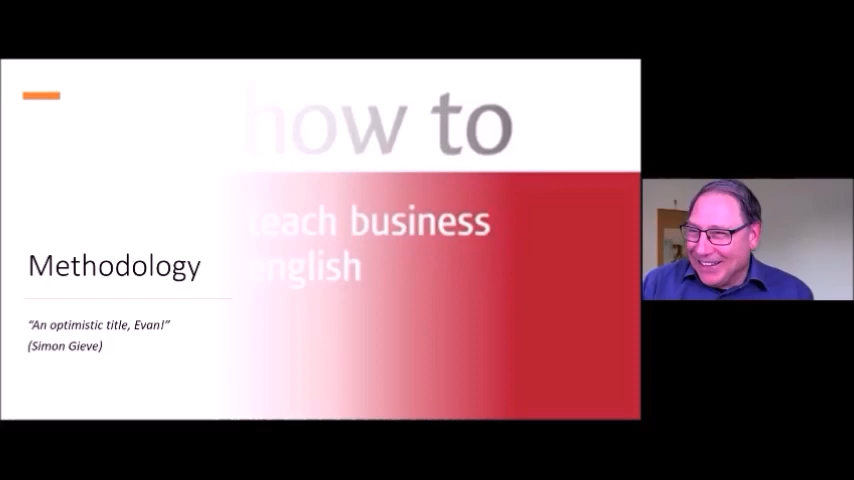 how to
teach business
english
Methodology
"An optimistic title, Evan!"
(Simon Gieve)